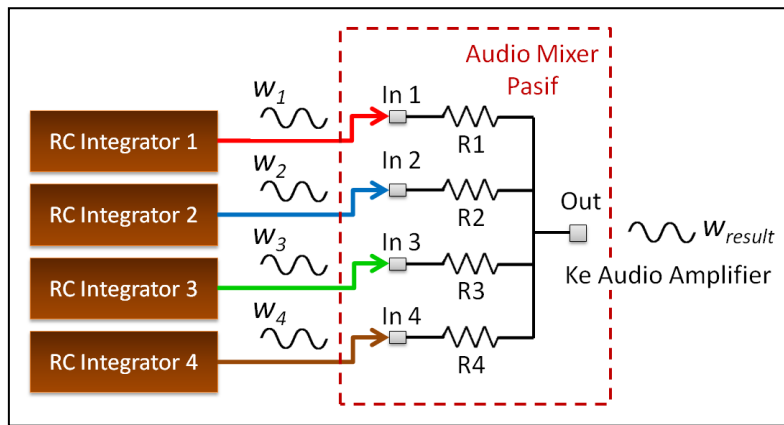 Audio Mixer
Pasif
w1
In 1
RC Integrator 1
R1
w2
In 2
RC Integrator 2
R2
Out
w3
In 3
wresult
RC Integrator 3
R3
Ke Audio Amplifier
w4
In 4
RC Integrator 4
R4